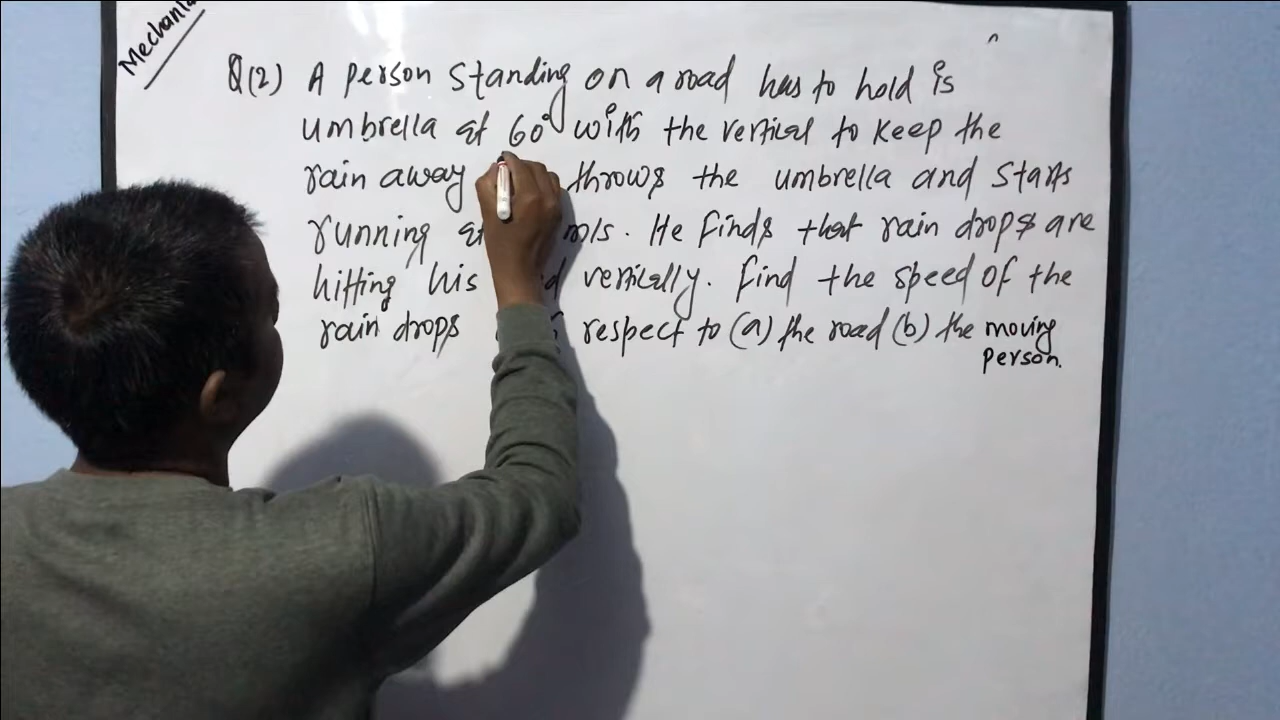 Mechanic
Q(2) A person standing on a road has to hold is
umbrella at 60° with the vertical to keep the
rain away throws the umbrella and starts
running at m/s. He finds that rain drops are
hitting his vertically. Find the speed of the
rain drops respect to (a) the road (b) the moving
person.